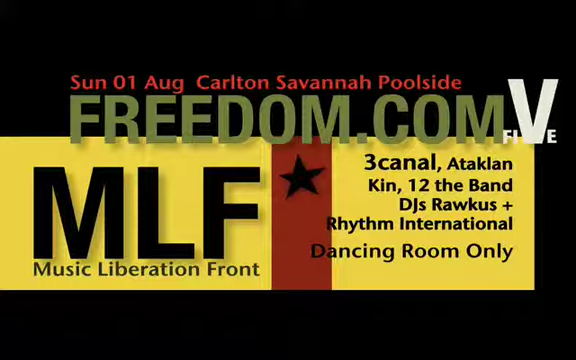 Sun 01 Aug Carlton Savannah Poolside
FREEDOM.COM V
FIVE
MLF
Music Liberation Front
3canal, Ataklan
Kin, 12 the Band
DJs Rawkus +
Rhythm International
Dancing Room Only